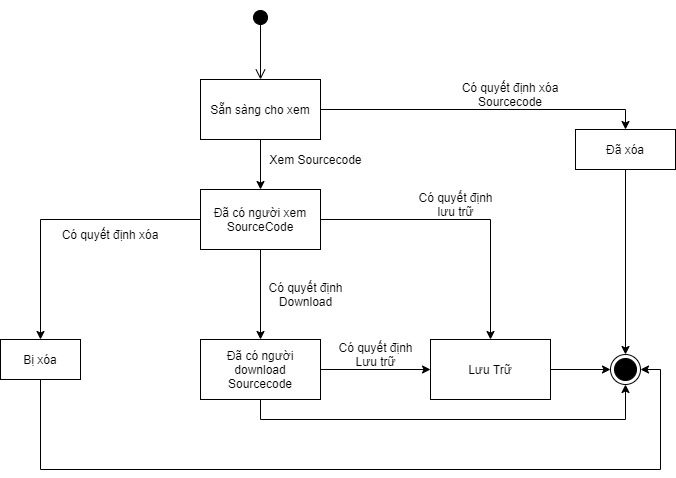 Có quyết định xóa
Sourcecode
Sẵn sàng cho xem
Đã xóa
Xem Sourcecode
Có quyết định
lưu trữ
Đã có người xem
SourceCode
Có quyết định xóa
Có quyết định
Download
Bị xóa
Đã có người
download
Sourcecode
Có quyết định
Lưu trữ
Lưu Trữ